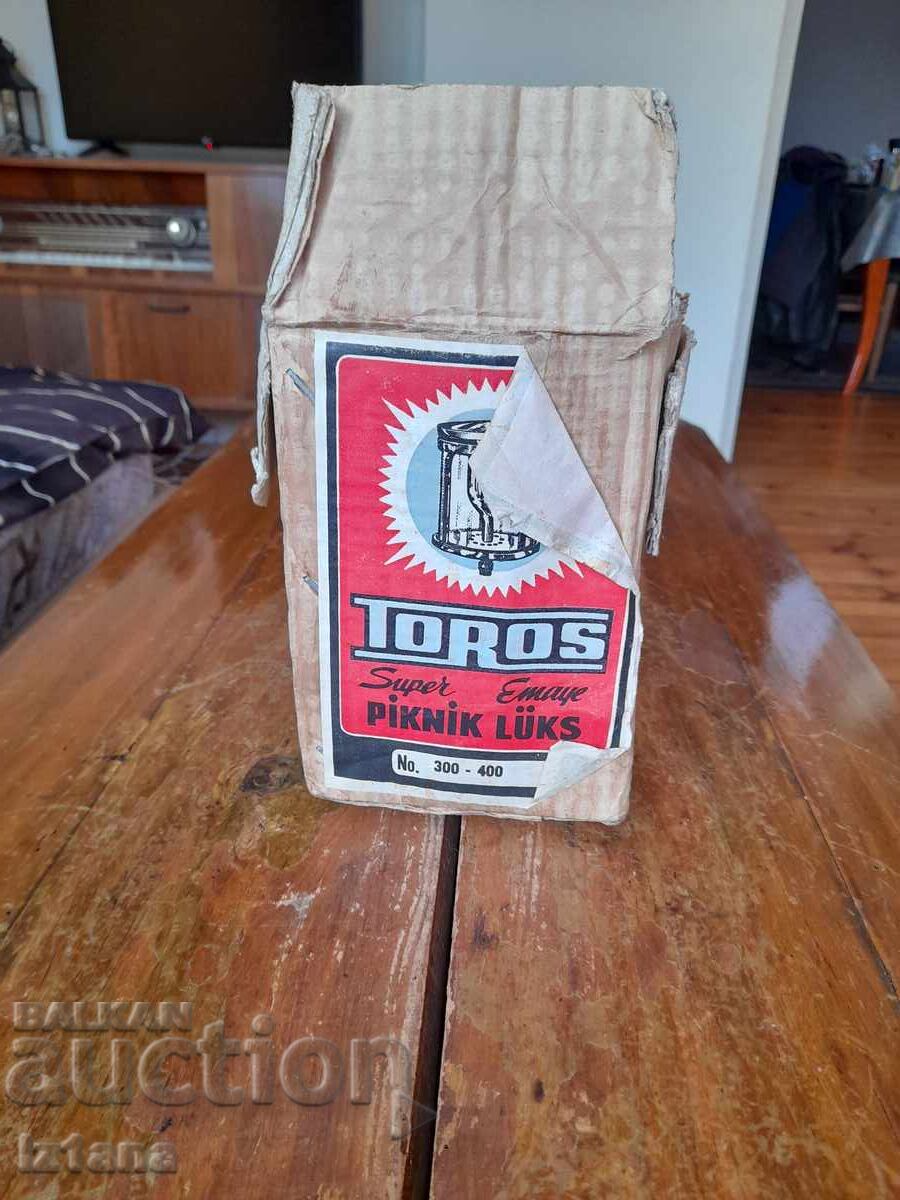 TOROS
Super Emaye
PİKNİK LÜKS
No. 300 - 400
BALKAN
auction
iztana